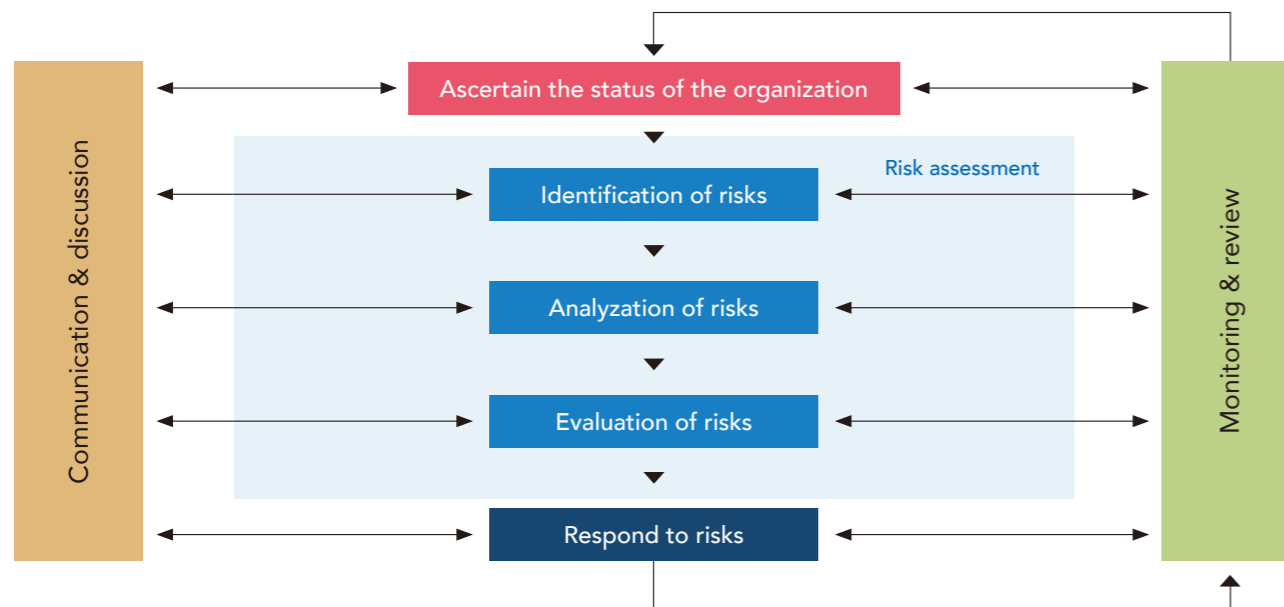 Ascertain the status of the organization
Communication & discussion
Risk assessment
Identification of risks
Analyzation of risks
Evaluation of risks
Respond to risks
Monitoring & review